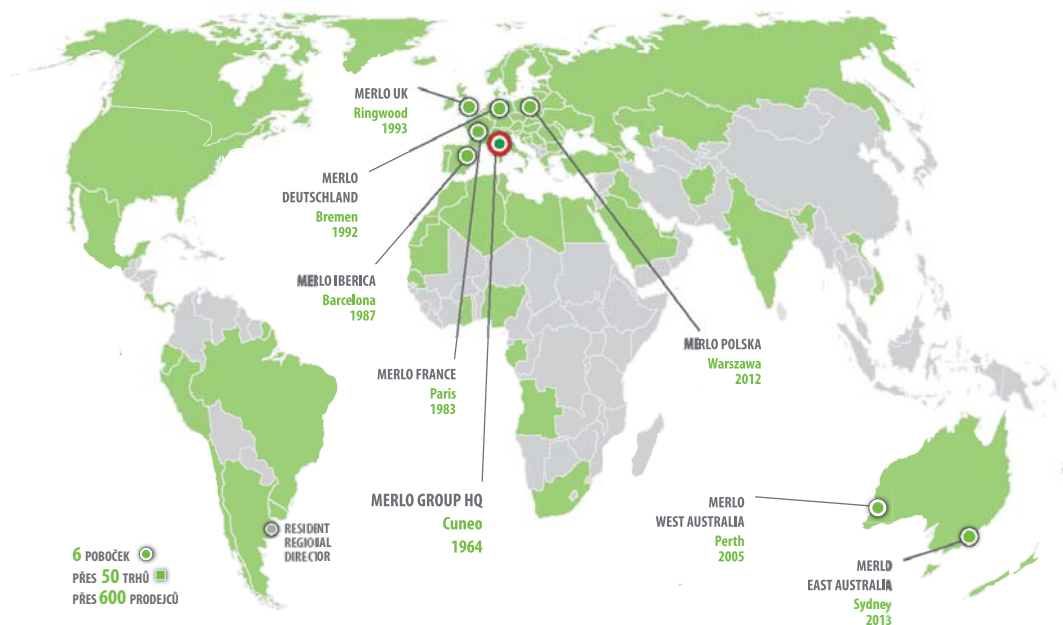 MERLO UK
Ringwood
1993
MERLO
DEUTSCHLAND
Bremen
1992
MERLO IBERICA
Barcelona
1987
MERLO FRANCE
Paris
1983
MERLO GROUP HQ
Cuneo
1964
MERLO POLSKA
Warszawa
2012
MERLO
WEST AUSTRALIA
Perth
2005
MERLO
EAST AUSTRALIA
Sydney
2013
RESIDENT
REGIONAL
DIRECTOR
6 POBOČEK
PŘES 50 TRHŮ
PŘES 600 PRODEJCŮ